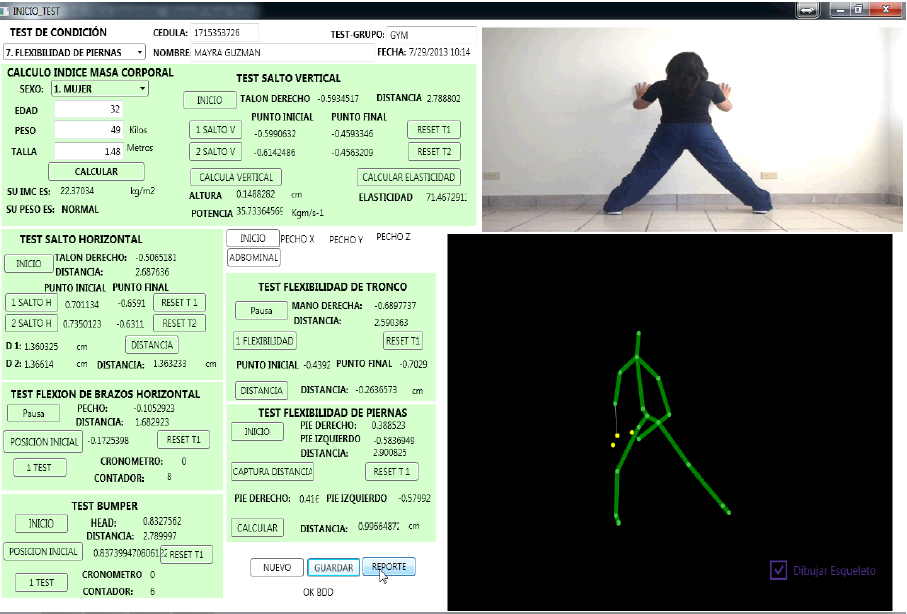 INICIO_TEST
TEST DE CONDICIÓN
CEDULA: 1715353726
TEST-GRUPO: GYM
7. FLEXIBILIDAD DE PIERNAS
NOMBRE: MAYRA GUZMAN
FECHA: 7/29/2013 10:14
CALCULO INDICE MASA CORPORAL
SEXO: 1. MUJER
EDAD 32
PESO 49 Kilos
TALLA 1.48 Metros
CALCULAR
SU IMC ES: 22.37034 kg/m2
SU PESO ES: NORMAL
TEST SALTO VERTICAL
INICIO TALON DERECHO -0.5934517 DISTANCIA 2.788802
PUNTO INICIAL PUNTO FINAL
1 SALTO V -0.5990632 -0.4593346 RESET T1
2 SALTO V -0.6142486 -0.4563209 RESET T2
CALCULA VERTICAL CALCULAR ELASTICIDAD
ALTURA 0.1488282 cm ELASTICIDAD 71.467291
POTENCIA 35.7336456 Kgm/s-1
TEST SALTO HORIZONTAL
INICIO TALON DERECHO: -0.5065181
DISTANCIA: 2.687636
PUNTO INICIAL PUNTO FINAL
1 SALTO H 0.701134 -0.6591 RESET T 1
2 SALTO H 0.7350123 -0.6311 RESET T2
D 1: 1.360325 cm DISTANCIA
D 2: 1.36614 cm DISTANCIA: 1.363233 cm
INICIO PECHO X PECHO Y PECHO Z
ADBOMINAL
TEST FLEXIBILIDAD DE TRONCO
Pausa MANO DERECHA: -0.6897737
DISTANCIA: 2.590363
1 FLEXIBILIDAD RESET T1
PUNTO INICIAL -0.4392 PUNTO FINAL -0.7029
DISTANCIA DISTANCIA: -0.2636573 cm
TEST FLEXION DE BRAZOS HORIZONTAL
Pausa PECHO: -0.1052923
DISTANCIA: 1.682923
POSICION INICIAL -0.1725398 RESET T1
1 TEST CRONOMETRO: 0
CONTADOR: 8
TEST FLEXIBILIDAD DE PIERNAS
INICIO PIE DERECHO: 0.388523
PIE IZQUIERDO -0.5836949
DISTANCIA: 2.900825
CAPTURA DISTANCIA RESET T 1
PIE DERECHO: 0.416 PIE IZQUIERDO -0.57992
CALCULAR DISTANCIA: 0.9966487 cm
TEST BUMPER
INICIO HEAD: 0.8327562
DISTANCIA: 2.789997
POSICION INICIAL 0.8373994708061 RESET T1
1 TEST CRONOMETRO 0
CONTADOR: 6
NUEVO GUARDAR REPORTE
OK BDD
Dibujar Esqueleto